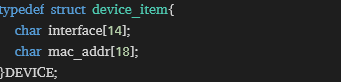 typedef struct device_item{
char interface[14];
char mac_addr[18];
}DEVICE;